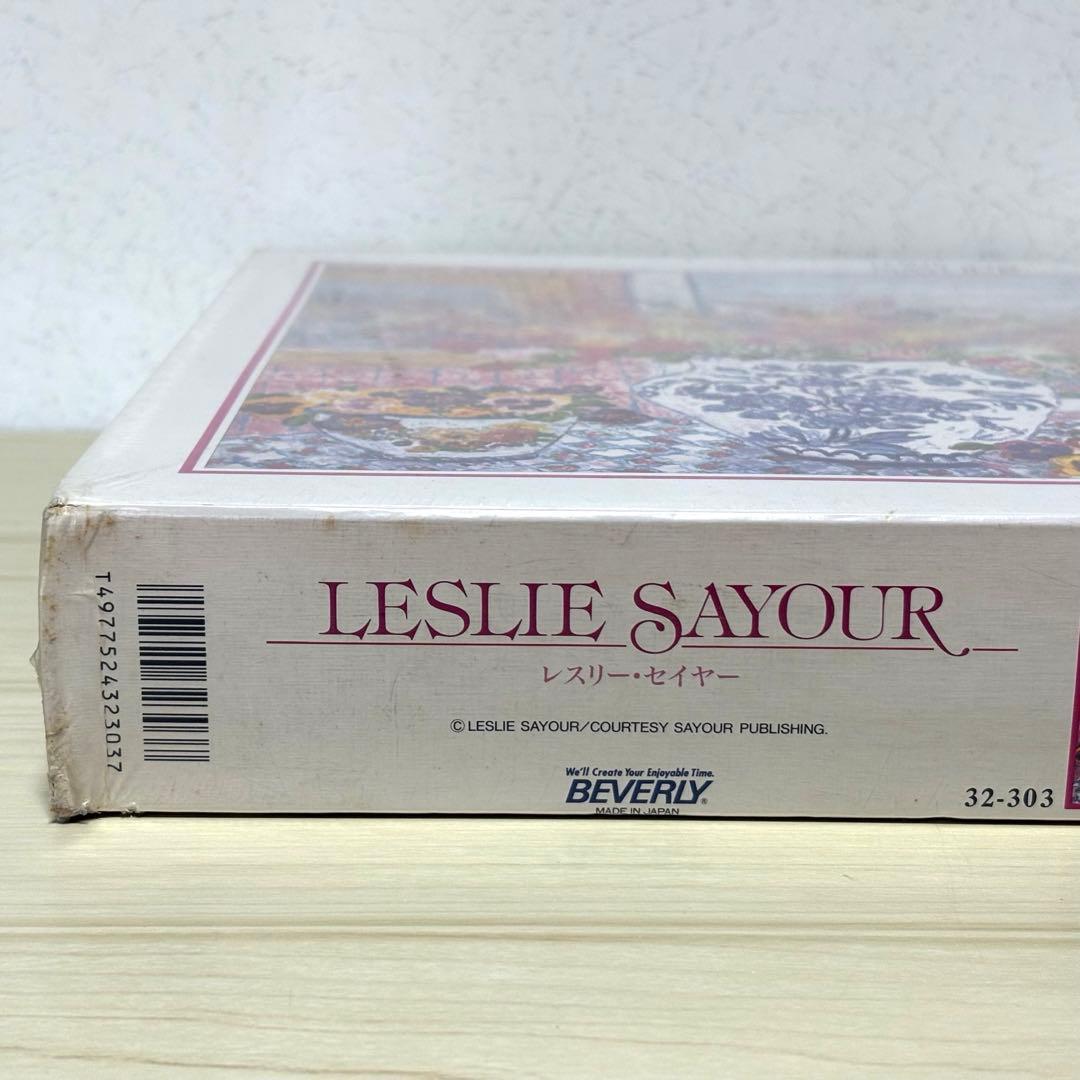 LESLIE SAYOUR
レスリー・セイヤー
© LESLIE SAYOUR/COURTESY SAYOUR PUBLISHING.
We'll Create Your Enjoyable Time.
BEVERLY®
MADE IN JAPAN
32-303
T4977524323037